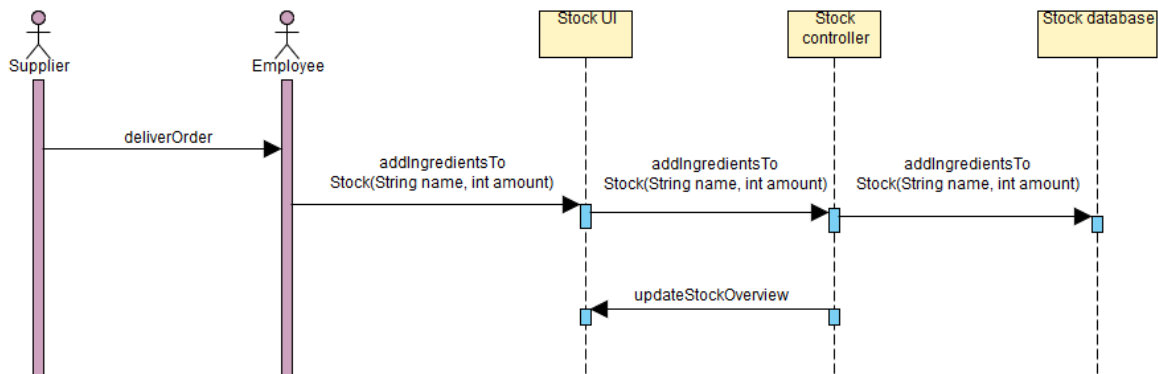 Stock UI
Stock
controller
Stock database
Supplier
Employee
deliverOrder
addIngredientsTo
Stock(String name, int amount)
addIngredientsTo
Stock(String name, int amount)
addIngredientsTo
Stock(String name, int amount)
updateStockOverview